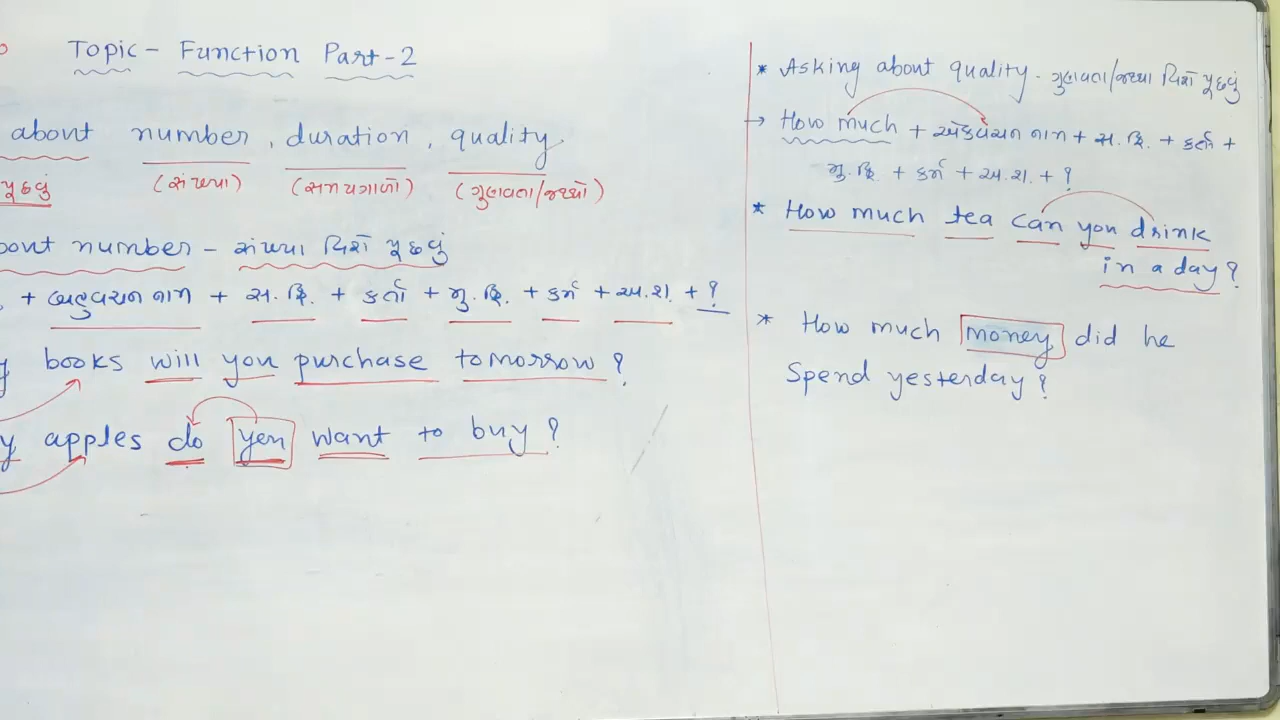 Topic - Function Part-2
about number, duration, quality
પૂછવું (સંખ્યા) (સમયગાળો) (ગુણવત્તા/જથ્થો)
number - સંખ્યા વિશે પૂછવું
+ બહુવચન નામ + સ.ક્રિ. + કર્તા + મુ.ક્રિ. + કર્મ + અ.શ. + ?
books will you purchase tomorrow?
apples do you want to buy?
* Asking about quality - ગુણવત્તા/જથ્થા વિશે પૂછવું
→ How much + એકવચન નામ + સ.ક્રિ. + કર્તા +
મુ.ક્રિ. + કર્મ + અ.શ. + ?
* How much tea can you drink
in a day?
* How much money did he
Spend yesterday?